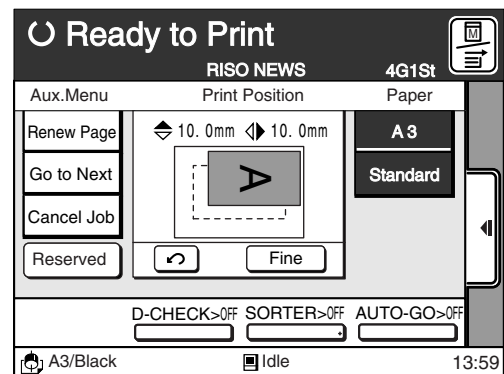 Ready to Print
RISO NEWS 4G1St
M
Aux.Menu Print Position Paper
Renew Page 10. 0mm 10. 0mm A3
Go to Next A Standard
Cancel Job
Reserved Fine
D-CHECK>OFF SORTER>OFF AUTO-GO>OFF
A3/Black Idle 13:59